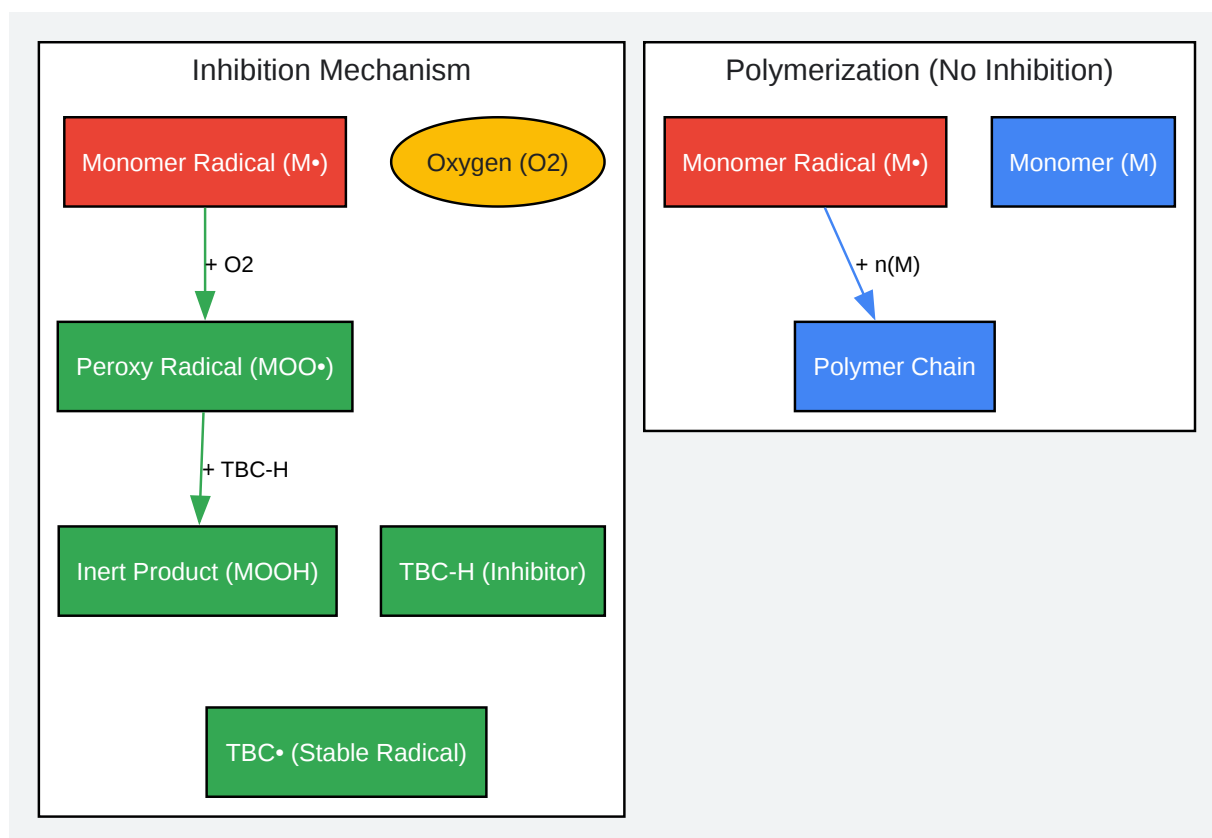 Inhibition Mechanism
Monomer Radical (M•)
Oxygen (O2)
+ O2
Peroxy Radical (MOO•)
+ TBC-H
Inert Product (MOOH)
TBC-H (Inhibitor)
TBC• (Stable Radical)
Polymerization (No Inhibition)
Monomer Radical (M•)
Monomer (M)
+ n(M)
Polymer Chain